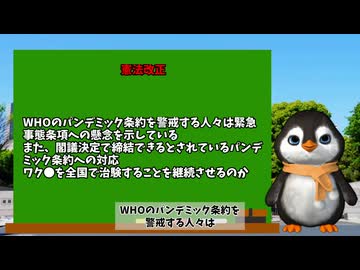 憲法改正
WHOのパンデミック条約を警戒する人々は緊急
事態条項への懸念を示している
また、閣議決定で締結できるとされているパンデ
ミック条約への対応
ワク●を全国で治験することを継続させるのか
WHOのパンデミック条約を
警戒する人々は